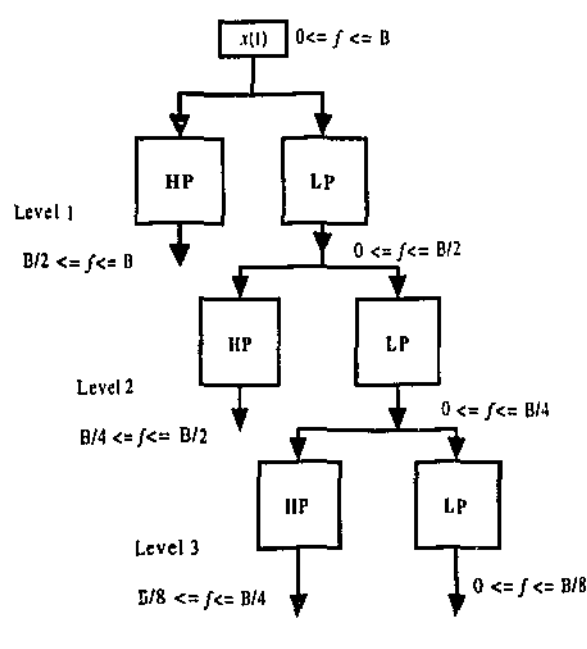 x(t) 0<= f <= B
HP LP
Level 1
B/2 <= f<= B
0 <= f<= B/2
HP LP
Level 2
B/4 <= f<= B/2
0 <= f<= B/4
HP LP
Level 3
B/8 <= f<= B/4
0 <= f <= B/8